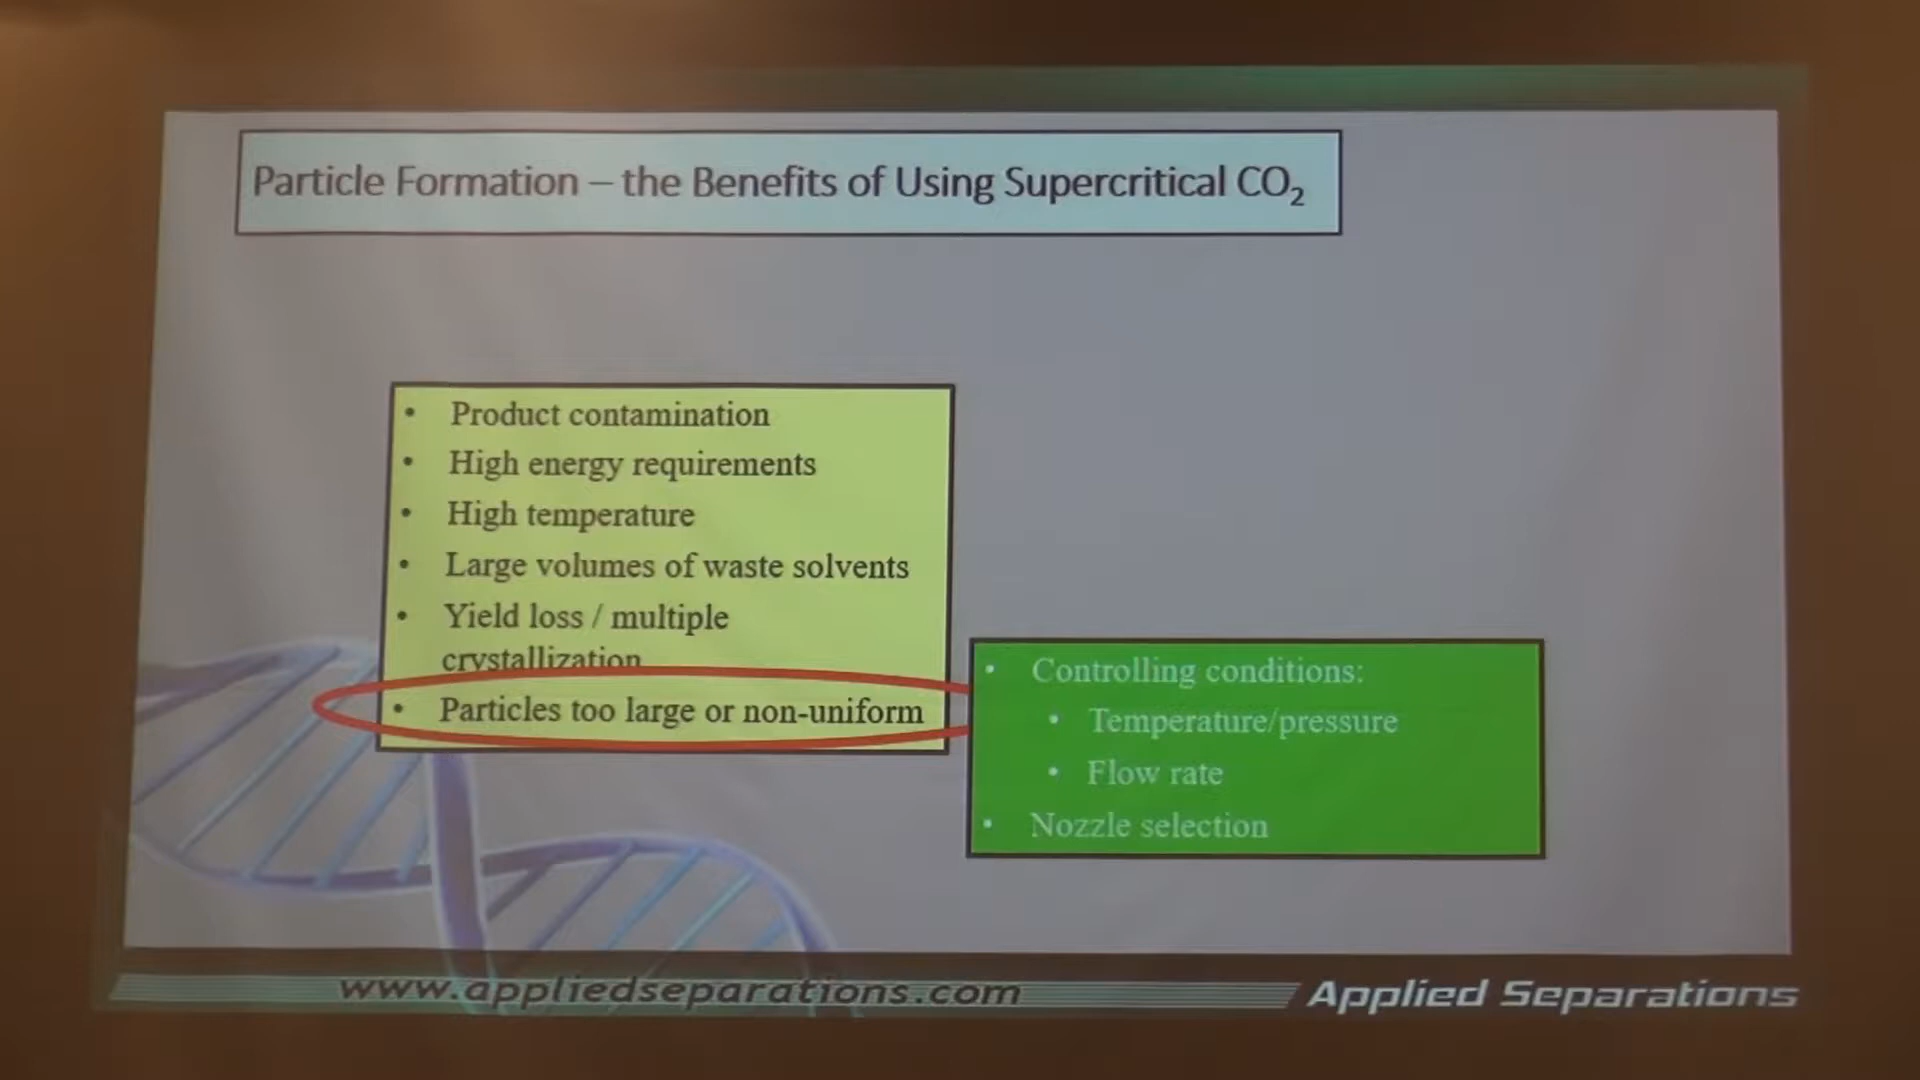 Particle Formation – the Benefits of Using Supercritical CO₂
• Product contamination
• High energy requirements
• High temperature
• Large volumes of waste solvents
• Yield loss / multiple
crystallization
• Particles too large or non-uniform
• Controlling conditions:
• Temperature/pressure
• Flow rate
• Nozzle selection
www.appliedseparations.com
Applied Separations